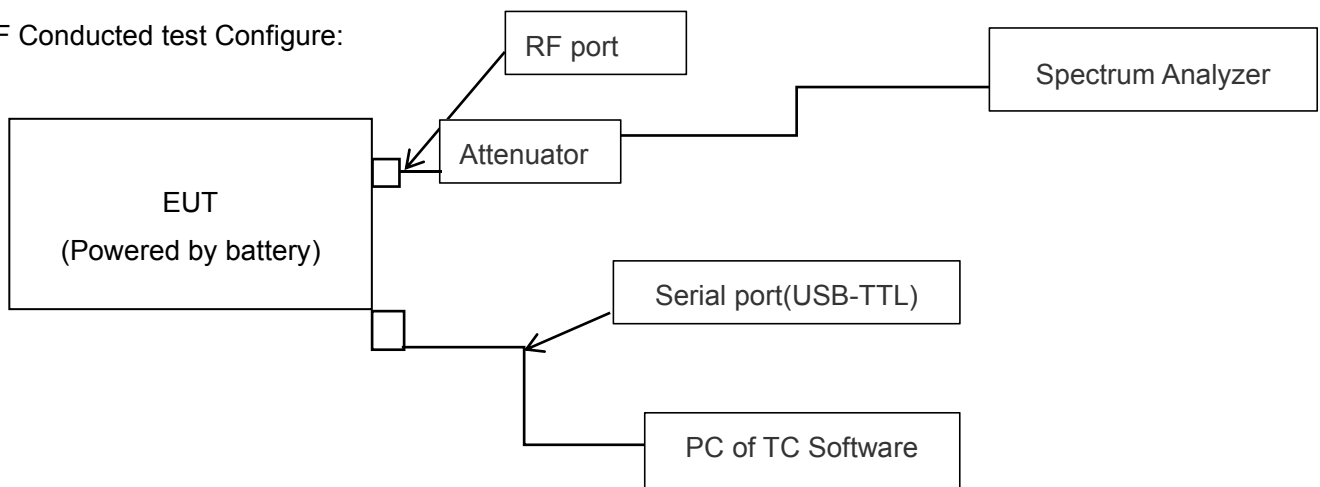 F Conducted test Configure:
RF port
Spectrum Analyzer
Attenuator
EUT
(Powered by battery)
Serial port(USB-TTL)
PC of TC Software